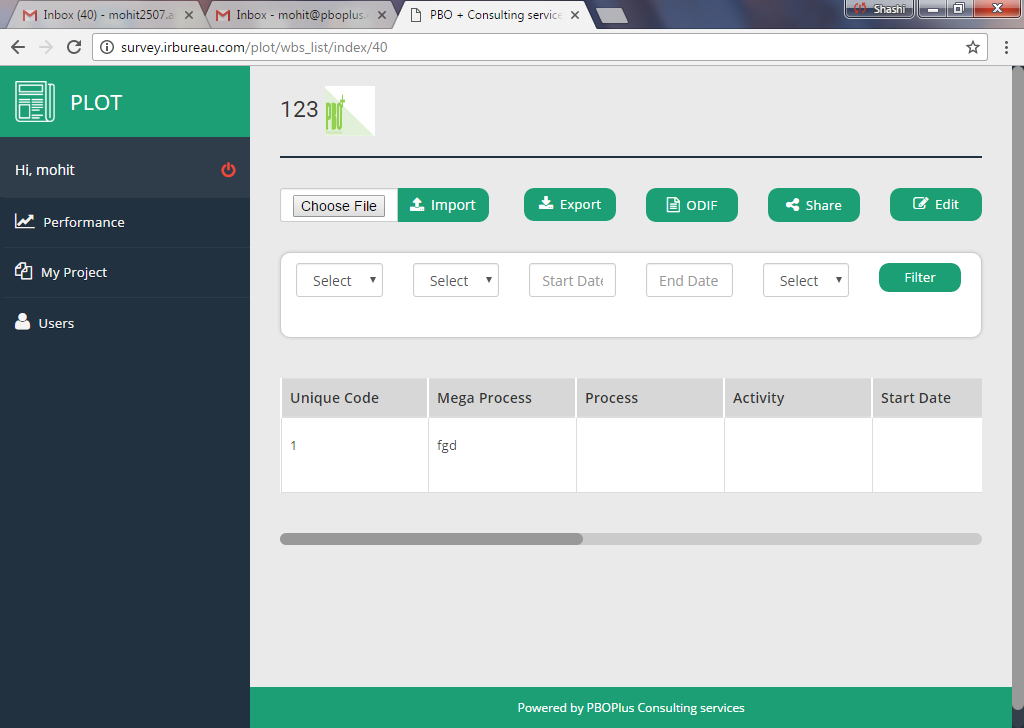 Inbox (40) - mohit2507.a
Inbox - mohit@pboplus.
PBO + Consulting service
Shashi
survey.irbureau.com/plot/wbs_list/index/40
PLOT
123 PBO
Hi, mohit
Choose File Import Export ODIF Share Edit
Performance
My Project
Users
Select Select Start Date End Date Select Filter
Unique Code Mega Process Process Activity Start Date
1 fgd
Powered by PBOPlus Consulting services